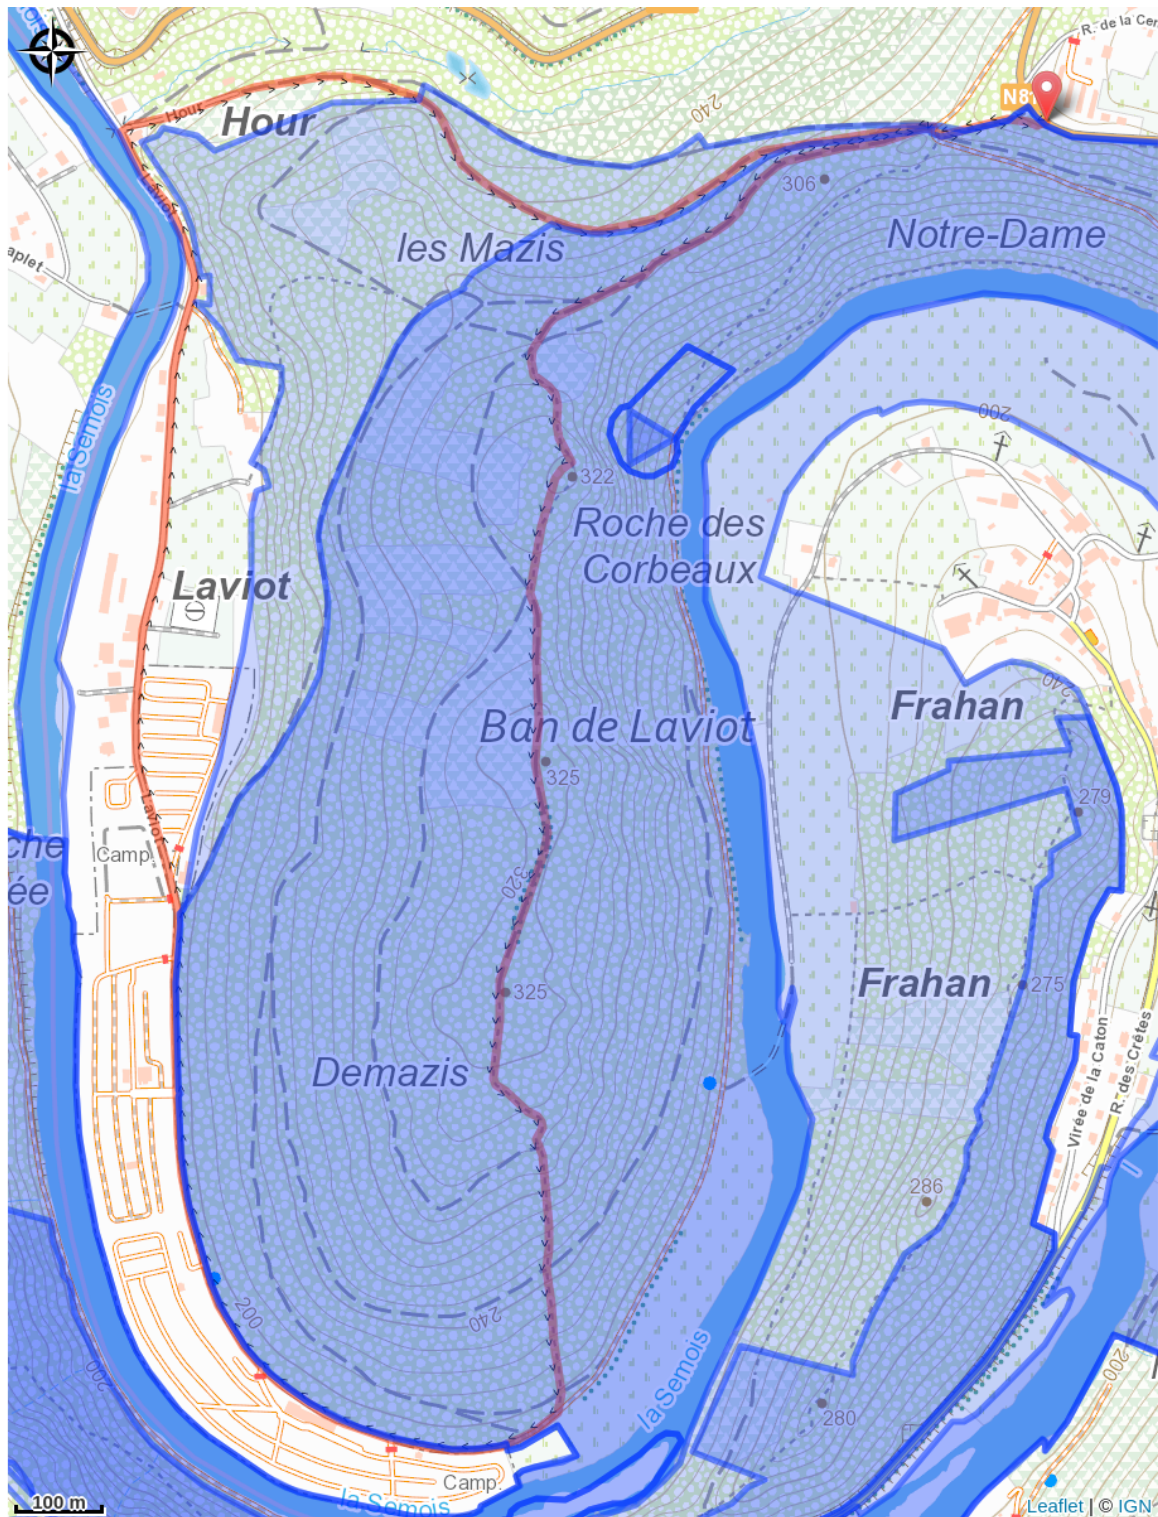 R. de la Cen
N8
240
Hour
Hour
306
Laviot
les Mazis
Notre-Dame
aplet
la Semois
200
322
Roche des
Corbeaux
Laviot
240
Frahan
Ban de Laviot
325
279
Laviot
Camp.
che
ée
320
325
Frahan
275
Demazis
Virée de la Caton
R. des Crêtes
286
200
240
la Semois
200
200
280
Camp.
la Semois
100 m
Leaflet | © IGN